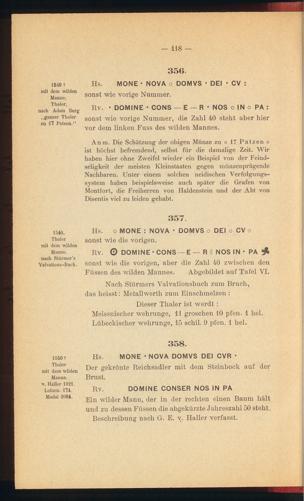 — 118 —
356.
1540 ?
mit dem wilden
Manne.
Thaler,
nach Adam Berg
„gantzer Thaler
zu 17 Patzen.“
Hs. MONE · NOVA ○ DOMVS · DEI · CV :
sonst wie vorige Nummer.
Rv. · DOMINE · CONS — E — R · NOS ○ IN ○ PA :
sonst wie vorige Nummer, die Zahl 40 steht aber hier
vor dem linken Fuss des wilden Mannes.
Anm. Die Schätzung der obigen Münze zu « 17 Patzen »
ist höchst befremdend, selbst für die damalige Zeit. Wir
haben hier ohne Zweifel wieder ein Beispiel von der Feind-
seligkeit der meisten Kleinstaaten gegen münzenprägende
Nachbaren. Unter einem solchen neidischen Verfolgungs-
system haben beispielsweise auch später die Grafen von
Montfort, die Freiherren von Haldenstein und der Abt von
Disentis viel zu leiden gehabt.
357.
1540.
Thaler
mit dem wilden
Manne.
nach Stürmer's
Valvations-Buch.
Hs. ○ MONE : NOVA · DOMVS ○ DEI ○ CV ○
sonst wie die vorigen.
Rv. DOMINE · CONS — E — R NOS IN · PA
sonst wie die vorigen, aber die Zahl 40 zwischen den
Füssen des wilden Mannes. Abgebildet auf Tafel VI.
Nach Stürmers Valvationsbuch zum Bruch,
das heisst: Metallwerth zum Einschmelzen:
Dieser Thaler ist werdt:
Meissenischer wehrunge, 11 groschen 10 pfen. 1 hel.
Lübeckischer wehrunge, 15 schil. 9 pfen. 1 hel.
358.
1550 ?
Thaler
mit dem wilden
Manne.
v. Haller 1021.
Lohner. 174.
Madai 5084.
Hs. MONE · NOVA DOMVS DEI CVR ·
Der gekrönte Reichsadler mit dem Steinbock auf der
Brust.
Rv. DOMINE CONSER NOS IN PA
Ein wilder Mann, der in der rechten einen Baum hält
und zu dessen Füssen die abgekürzte Jahreszahl 50 steht.
Beschreibung nach G. E. v. Haller verfasst.